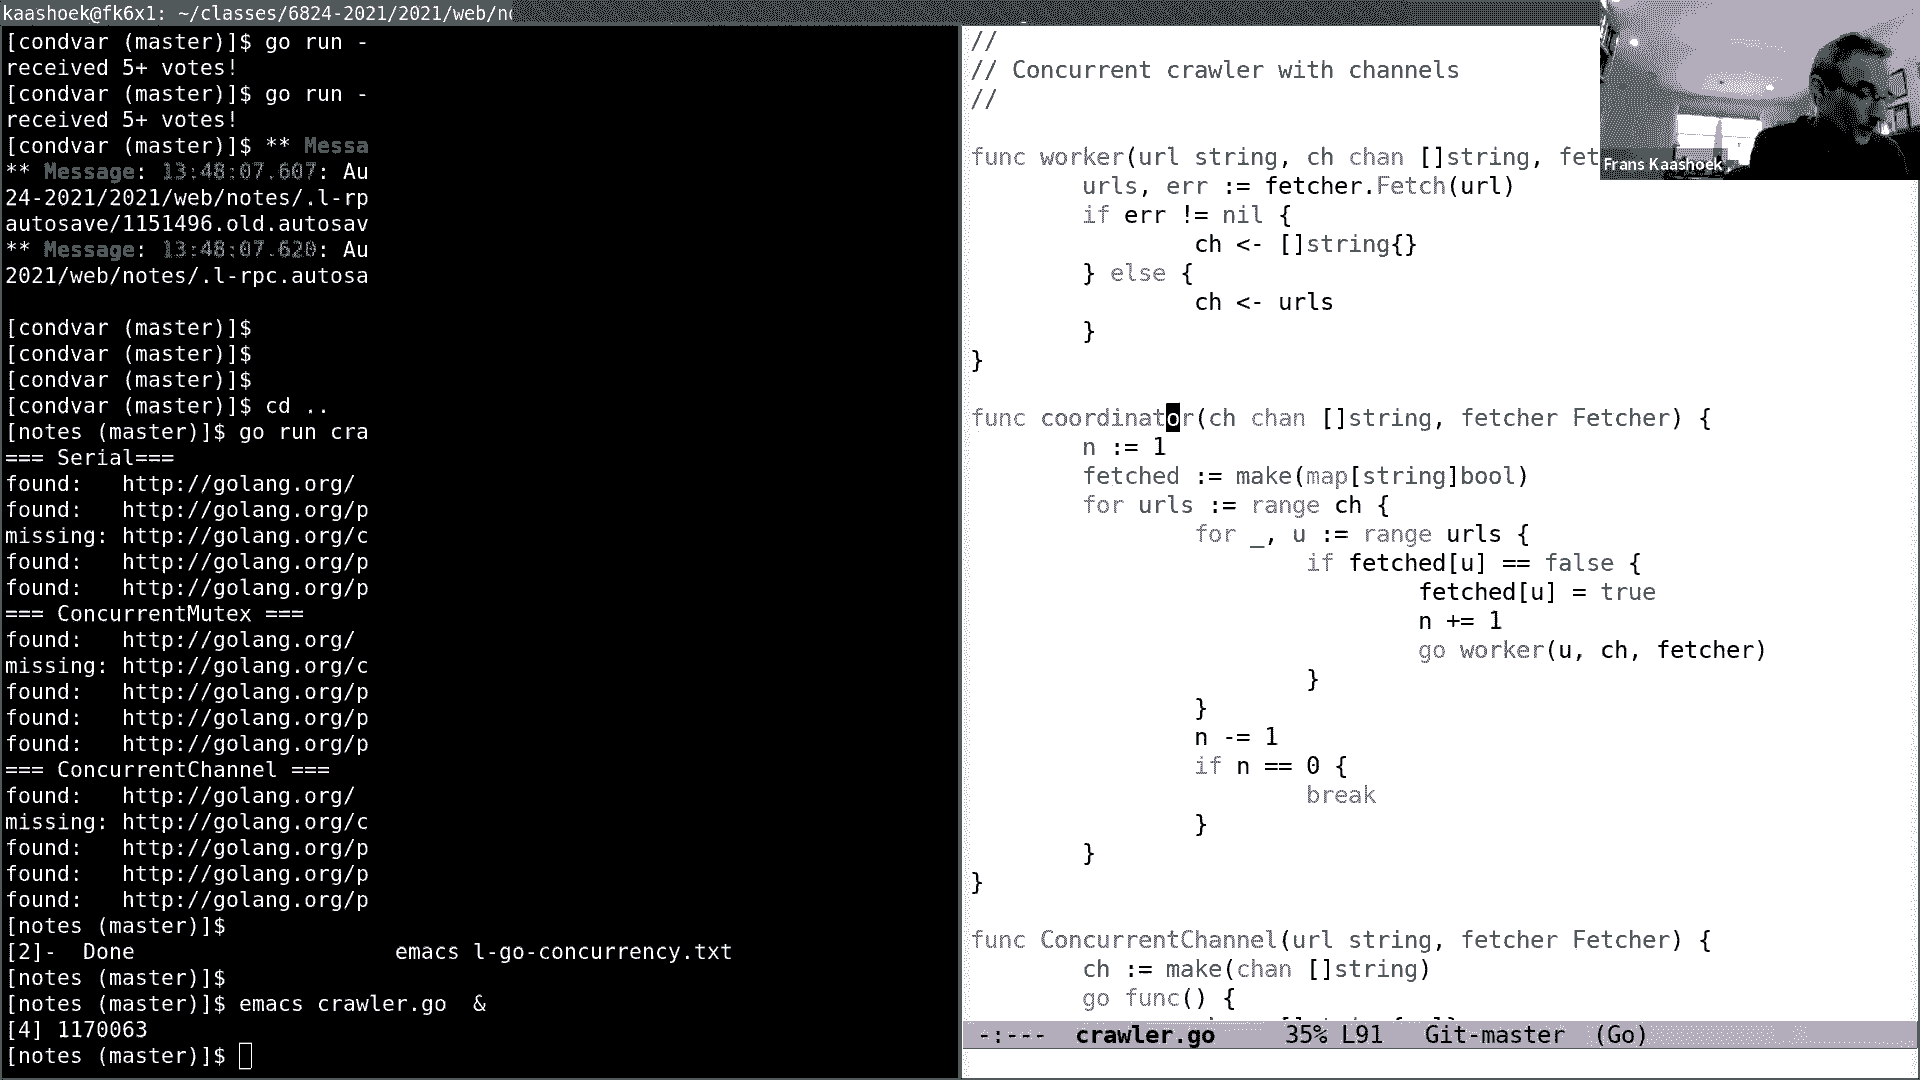 kaashoek@fk6x1: ~/classes/6824-2021/2021/web/no
[condvar (master)]$ go run -
received 5+ votes!
[condvar (master)]$ go run -
received 5+ votes!
[condvar (master)]$ ** Messa
** Message: 13:48:07.607: Au
24-2021/2021/web/notes/.l-rp
autosave/1151496.old.autosav
** Message: 13:48:07.620: Au
2021/web/notes/.l-rpc.autosa
[condvar (master)]$
[condvar (master)]$
[condvar (master)]$
[condvar (master)]$ cd ..
[notes (master)]$ go run cra
=== Serial===
found:   http://golang.org/
found:   http://golang.org/p
missing: http://golang.org/c
found:   http://golang.org/p
found:   http://golang.org/p
=== ConcurrentMutex ===
found:   http://golang.org/
missing: http://golang.org/c
found:   http://golang.org/p
found:   http://golang.org/p
found:   http://golang.org/p
=== ConcurrentChannel ===
found:   http://golang.org/
missing: http://golang.org/c
found:   http://golang.org/p
found:   http://golang.org/p
found:   http://golang.org/p
[notes (master)]$
[2]-  Done                    emacs l-go-concurrency.txt
[notes (master)]$
[notes (master)]$ emacs crawler.go  &
[4] 1170063
[notes (master)]$
//
// Concurrent crawler with channels
//
func worker(url string, ch chan []string, fet
        urls, err := fetcher.Fetch(url)
        if err != nil {
                ch <- []string{}
        } else {
                ch <- urls
        }
}
func coordinator(ch chan []string, fetcher Fetcher) {
        n := 1
        fetched := make(map[string]bool)
        for urls := range ch {
                for _, u := range urls {
                        if fetched[u] == false {
                                fetched[u] = true
                                n += 1
                                go worker(u, ch, fetcher)
                        }
                }
                n -= 1
                if n == 0 {
                        break
                }
        }
}
func ConcurrentChannel(url string, fetcher Fetcher) {
        ch := make(chan []string)
        go func() {
-:---  crawler.go     35% L91   Git-master  (Go)
Frans Kaashoek